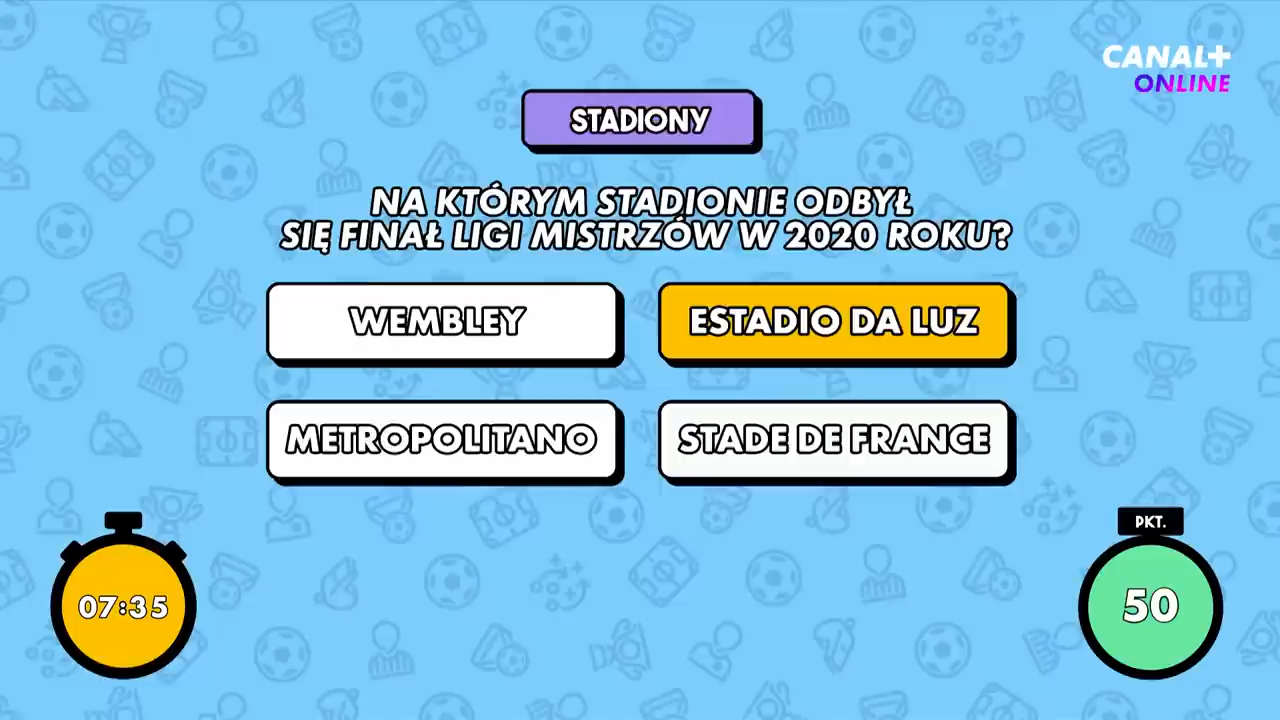 CANAL+
ONLINE
STADIONY
NA KTÓRYM STADIONIE ODBYŁ
SIĘ FINAŁ LIGI MISTRZÓW W 2020 ROKU?
WEMBLEY
ESTADIO DA LUZ
METROPOLITANO
STADE DE FRANCE
07:35
PKT.
50